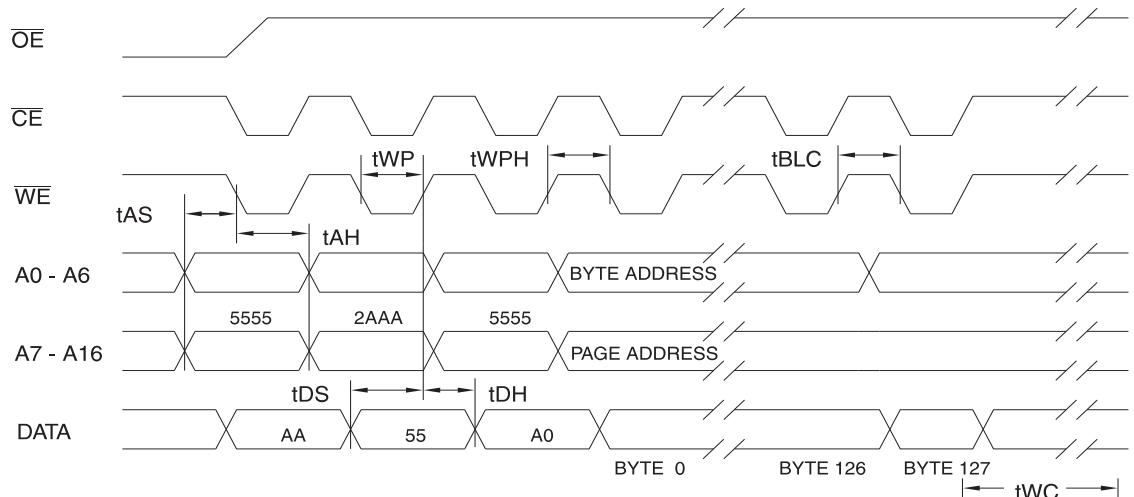 OE
CE
tWP
tWPH
tBLC
WE
tAS
tAH
A0 - A6
BYTE ADDRESS
5555
2AAA
5555
A7 - A16
PAGE ADDRESS
tDS
tDH
DATA
AA
55
A0
BYTE 0
BYTE 126
BYTE 127
tWC